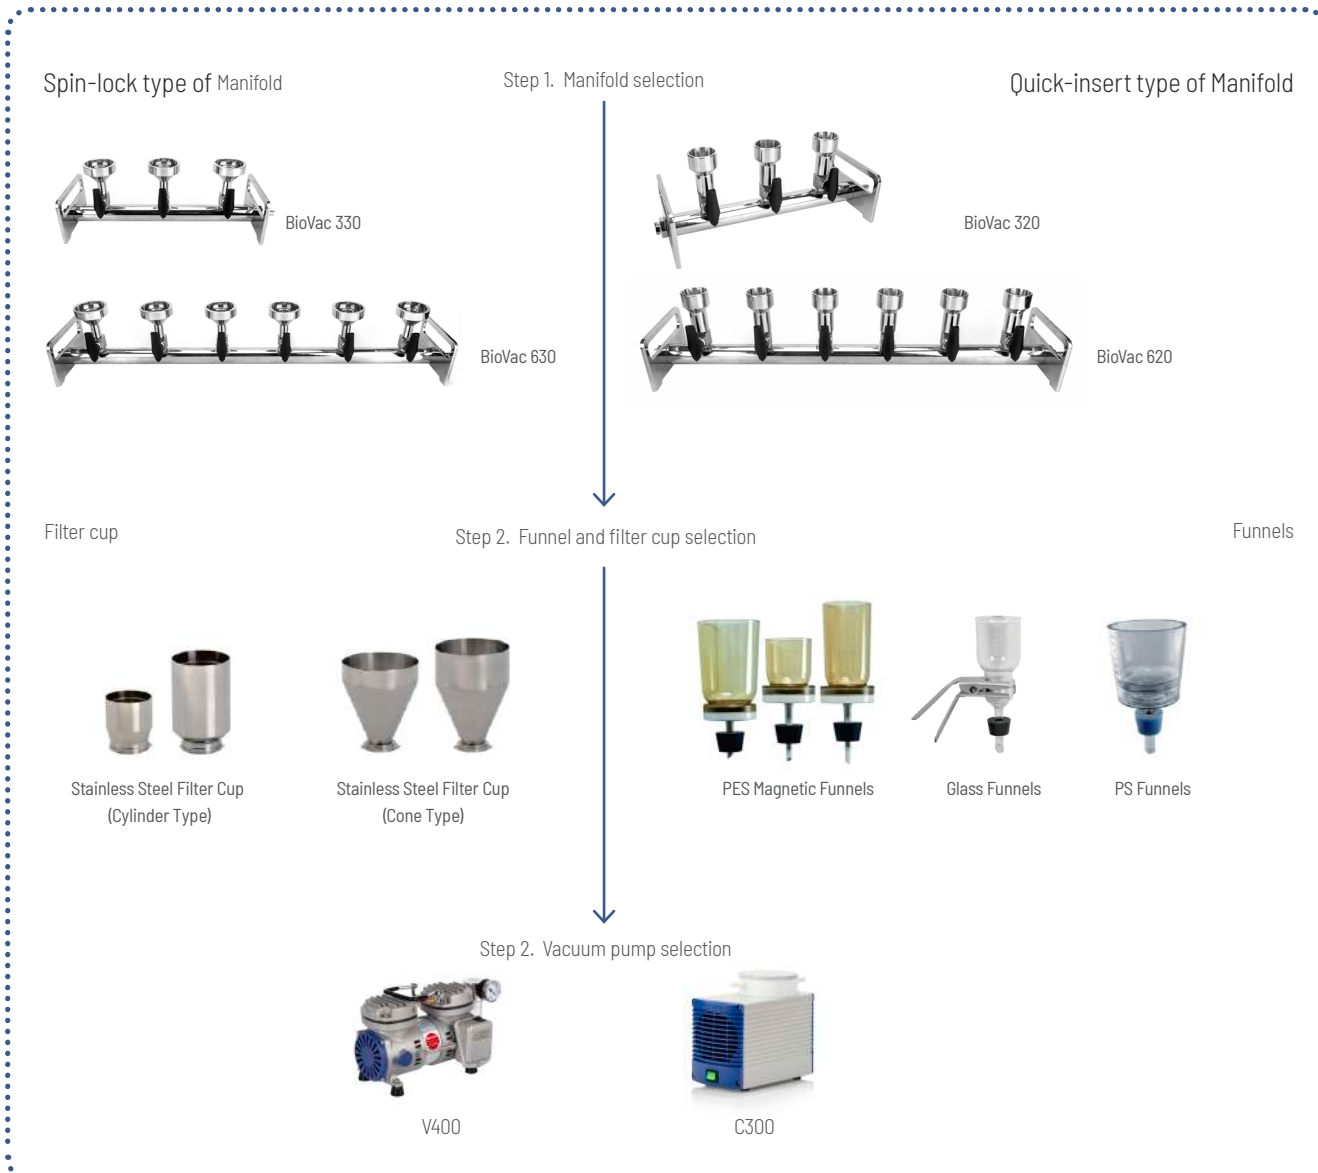 Spin-lock type of Manifold
Step 1. Manifold selection
Quick-insert type of Manifold
BioVac 330
BioVac 320
BioVac 630
BioVac 620
Filter cup
Step 2. Funnel and filter cup selection
Funnels
Stainless Steel Filter Cup
(Cylinder Type)
Stainless Steel Filter Cup
(Cone Type)
PES Magnetic Funnels
Glass Funnels
PS Funnels
Step 2. Vacuum pump selection
V400
C300